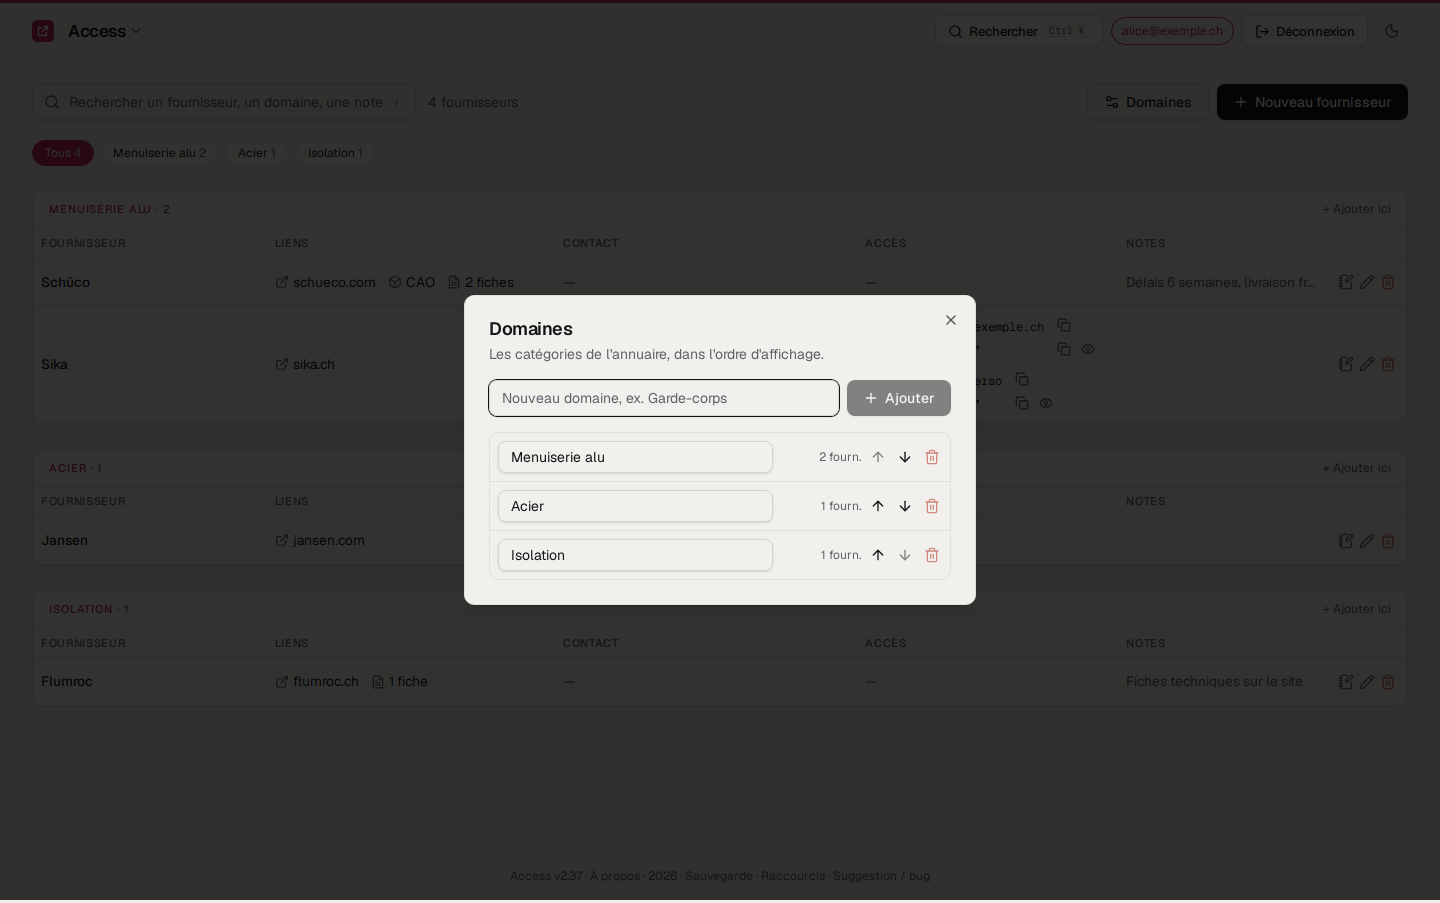 Access
Rechercher Ctrl K
alice@exemple.ch
Déconnexion
Rechercher un fournisseur, un domaine, une note /
4 fournisseurs
Domaines
Nouveau fournisseur
Tous 4
Menuiserie alu 2
Acier 1
Isolation 1
MENUISERIE ALU · 2
+ Ajouter ici
FOURNISSEUR LIENS CONTACT ACCÈS NOTES
Schüco schueco.com CAO 2 fiches — — Délais 6 semaines, livraison fr...
Sika sika.ch
exemple.ch
erso
Domaines
Les catégories de l'annuaire, dans l'ordre d'affichage.
Nouveau domaine, ex. Garde-corps
Ajouter
Menuiserie alu 2 fourn.
Acier 1 fourn.
Isolation 1 fourn.
ACIER · 1
+ Ajouter ici
FOURNISSEUR LIENS NOTES
Jansen jansen.com
ISOLATION · 1
+ Ajouter ici
FOURNISSEUR LIENS CONTACT ACCÈS NOTES
Flumroc flumroc.ch 1 fiche — — Fiches techniques sur le site
Access v2.37 · À propos · 2026 · Sauvegarde · Raccourcis · Suggestion / bug